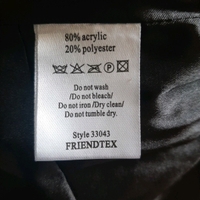 80% acrylic
20% polyester
Do not wash
/Do not bleach/
Do not iron /Dry clean/
Do not tumble dry.
Style 33043
FRIENDTEX